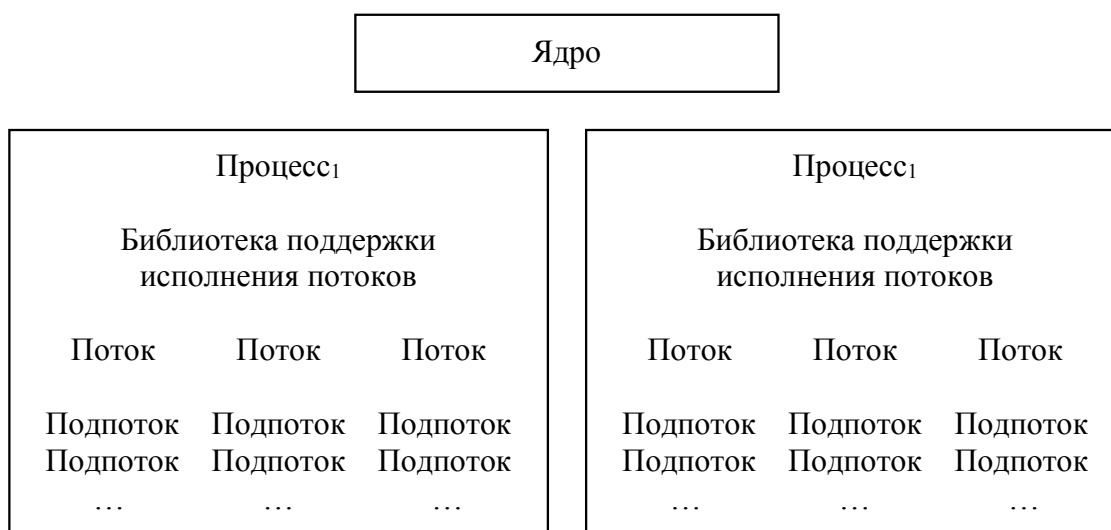 Ядро
Процесс₁ Процесс₁
Библиотека поддержки Библиотека поддержки
исполнения потоков исполнения потоков
Поток Поток Поток Поток Поток Поток
Подпоток Подпоток Подпоток Подпоток Подпоток Подпоток
Подпоток Подпоток Подпоток Подпоток Подпоток Подпоток
… … … … … …